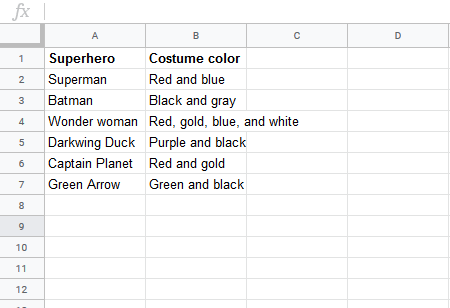 fx
A B C D
1 Superhero Costume color
2 Superman Red and blue
3 Batman Black and gray
4 Wonder woman Red, gold, blue, and white
5 Darkwing Duck Purple and black
6 Captain Planet Red and gold
7 Green Arrow Green and black
8
9
10
11
12